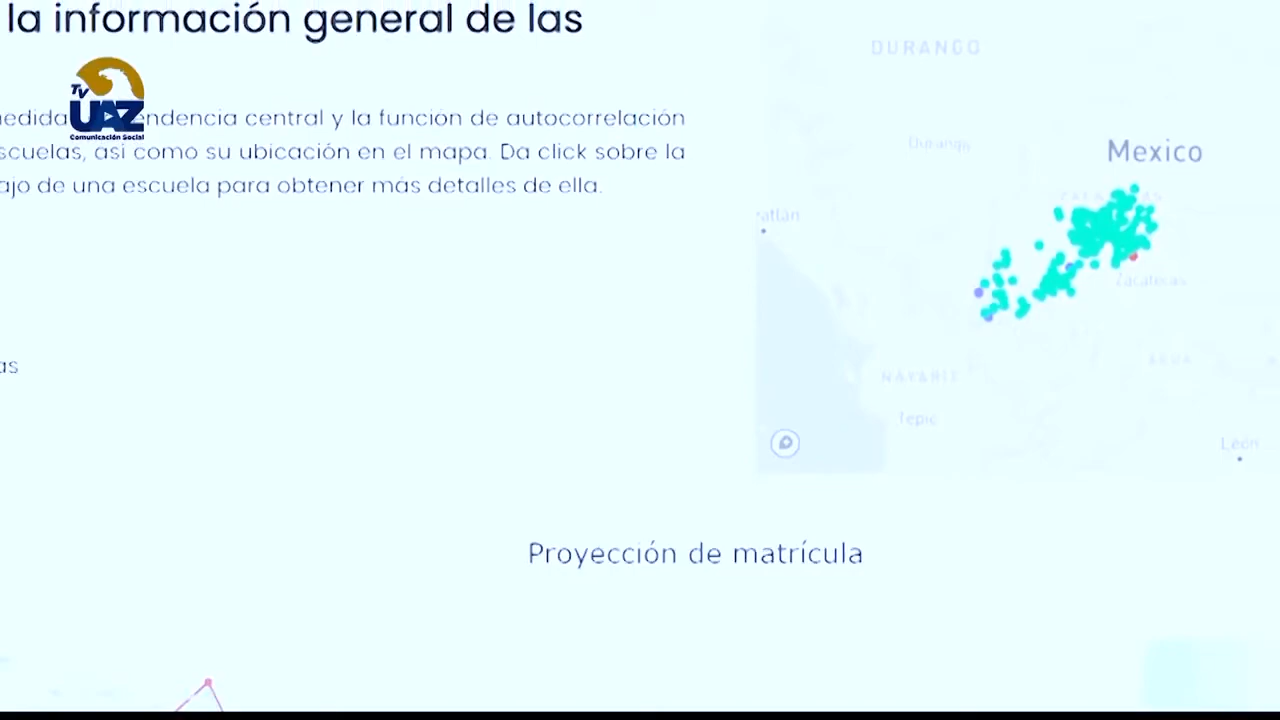 la información general de las
TV
UAZ
Comunicación Social
endencia central y la función de autocorrelación
scuelas, así como su ubicación en el mapa. Da click sobre la
ajo de una escuela para obtener más detalles de ella.
as
DURANGO
Durango
Mexico
ZACATECAS
atlán
Zacatecas
NAYARIT
Tepic
León
Proyección de matrícula